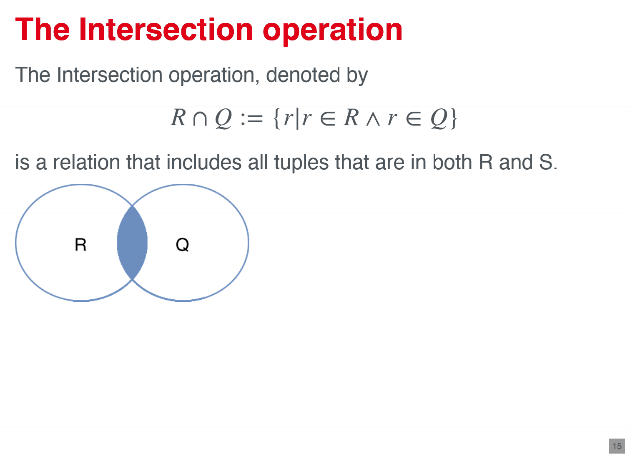 The Intersection operation
The Intersection operation, denoted by
R ∩ Q := {r|r ∈ R ∧ r ∈ Q}
is a relation that includes all tuples that are in both R and S.
R Q
15